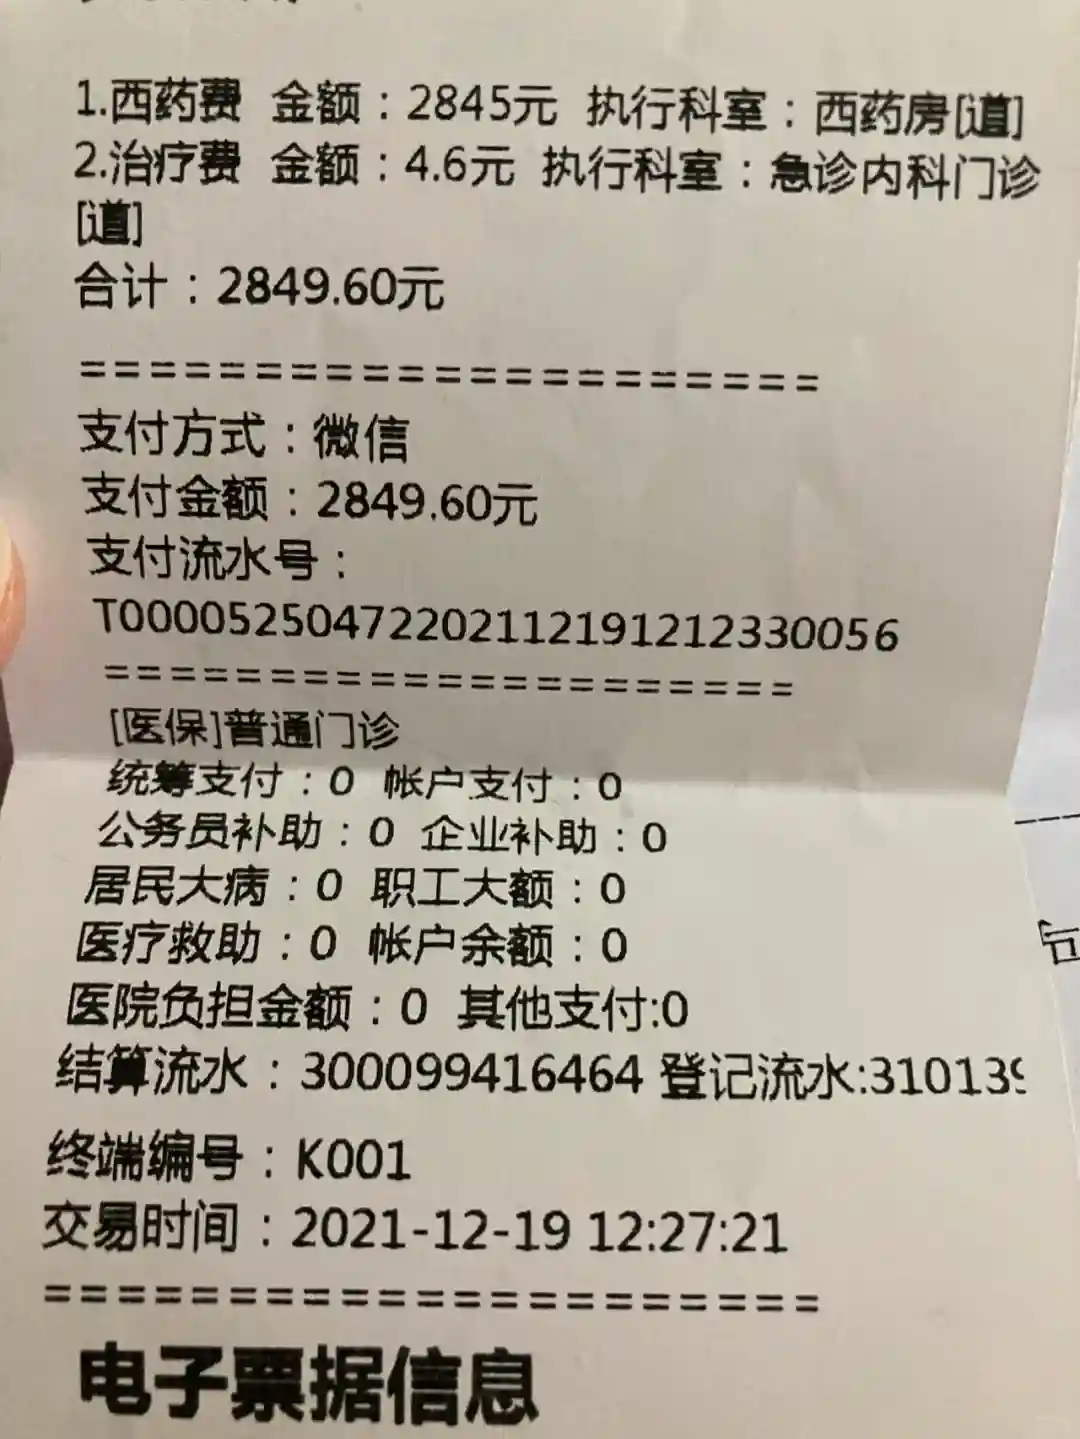 1.西药费 金额：2845元 执行科室：西药房[道]
2.治疗费 金额：4.6元 执行科室：急诊内科门诊
[道]
合计：2849.60元
======================
支付方式：微信
支付金额：2849.60元
支付流水号：
T00005250472202112191212330056
======================
[医保]普通门诊
统筹支付：0 帐户支付：0
公务员补助：0 企业补助：0
居民大病：0 职工大额：0
医疗救助：0 帐户余额：0
医院负担金额：0 其他支付:0
结算流水：300099416464 登记流水:310139
终端编号：K001
交易时间：2021-12-19 12:27:21
======================
电子票据信息